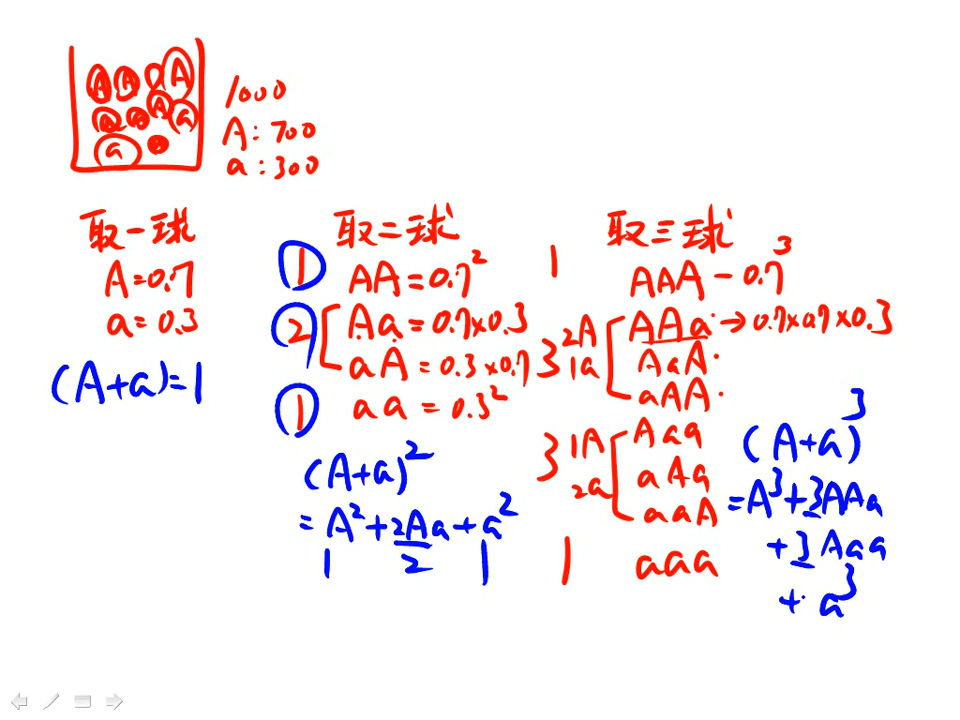 A A A
a a A a
a a
1000
A:700
a:300
取一球
A=0.7
a=0.3
(A+a)=1
取二球
① AA=0.7²
② Aa=0.7×0.3
aA=0.3×0.7
① aa=0.3²
(A+a)²
=A²+2Aa+a²
1 2 1
取三球
1 AAA-0.7³
3 2A 1a AAa→0.7×0.7×0.3
AaA
aAA
3 1A 2a Aaa
aAa
aaA
1 aaa
(A+a)³
=A³+3AAa
+3Aaa
+a³